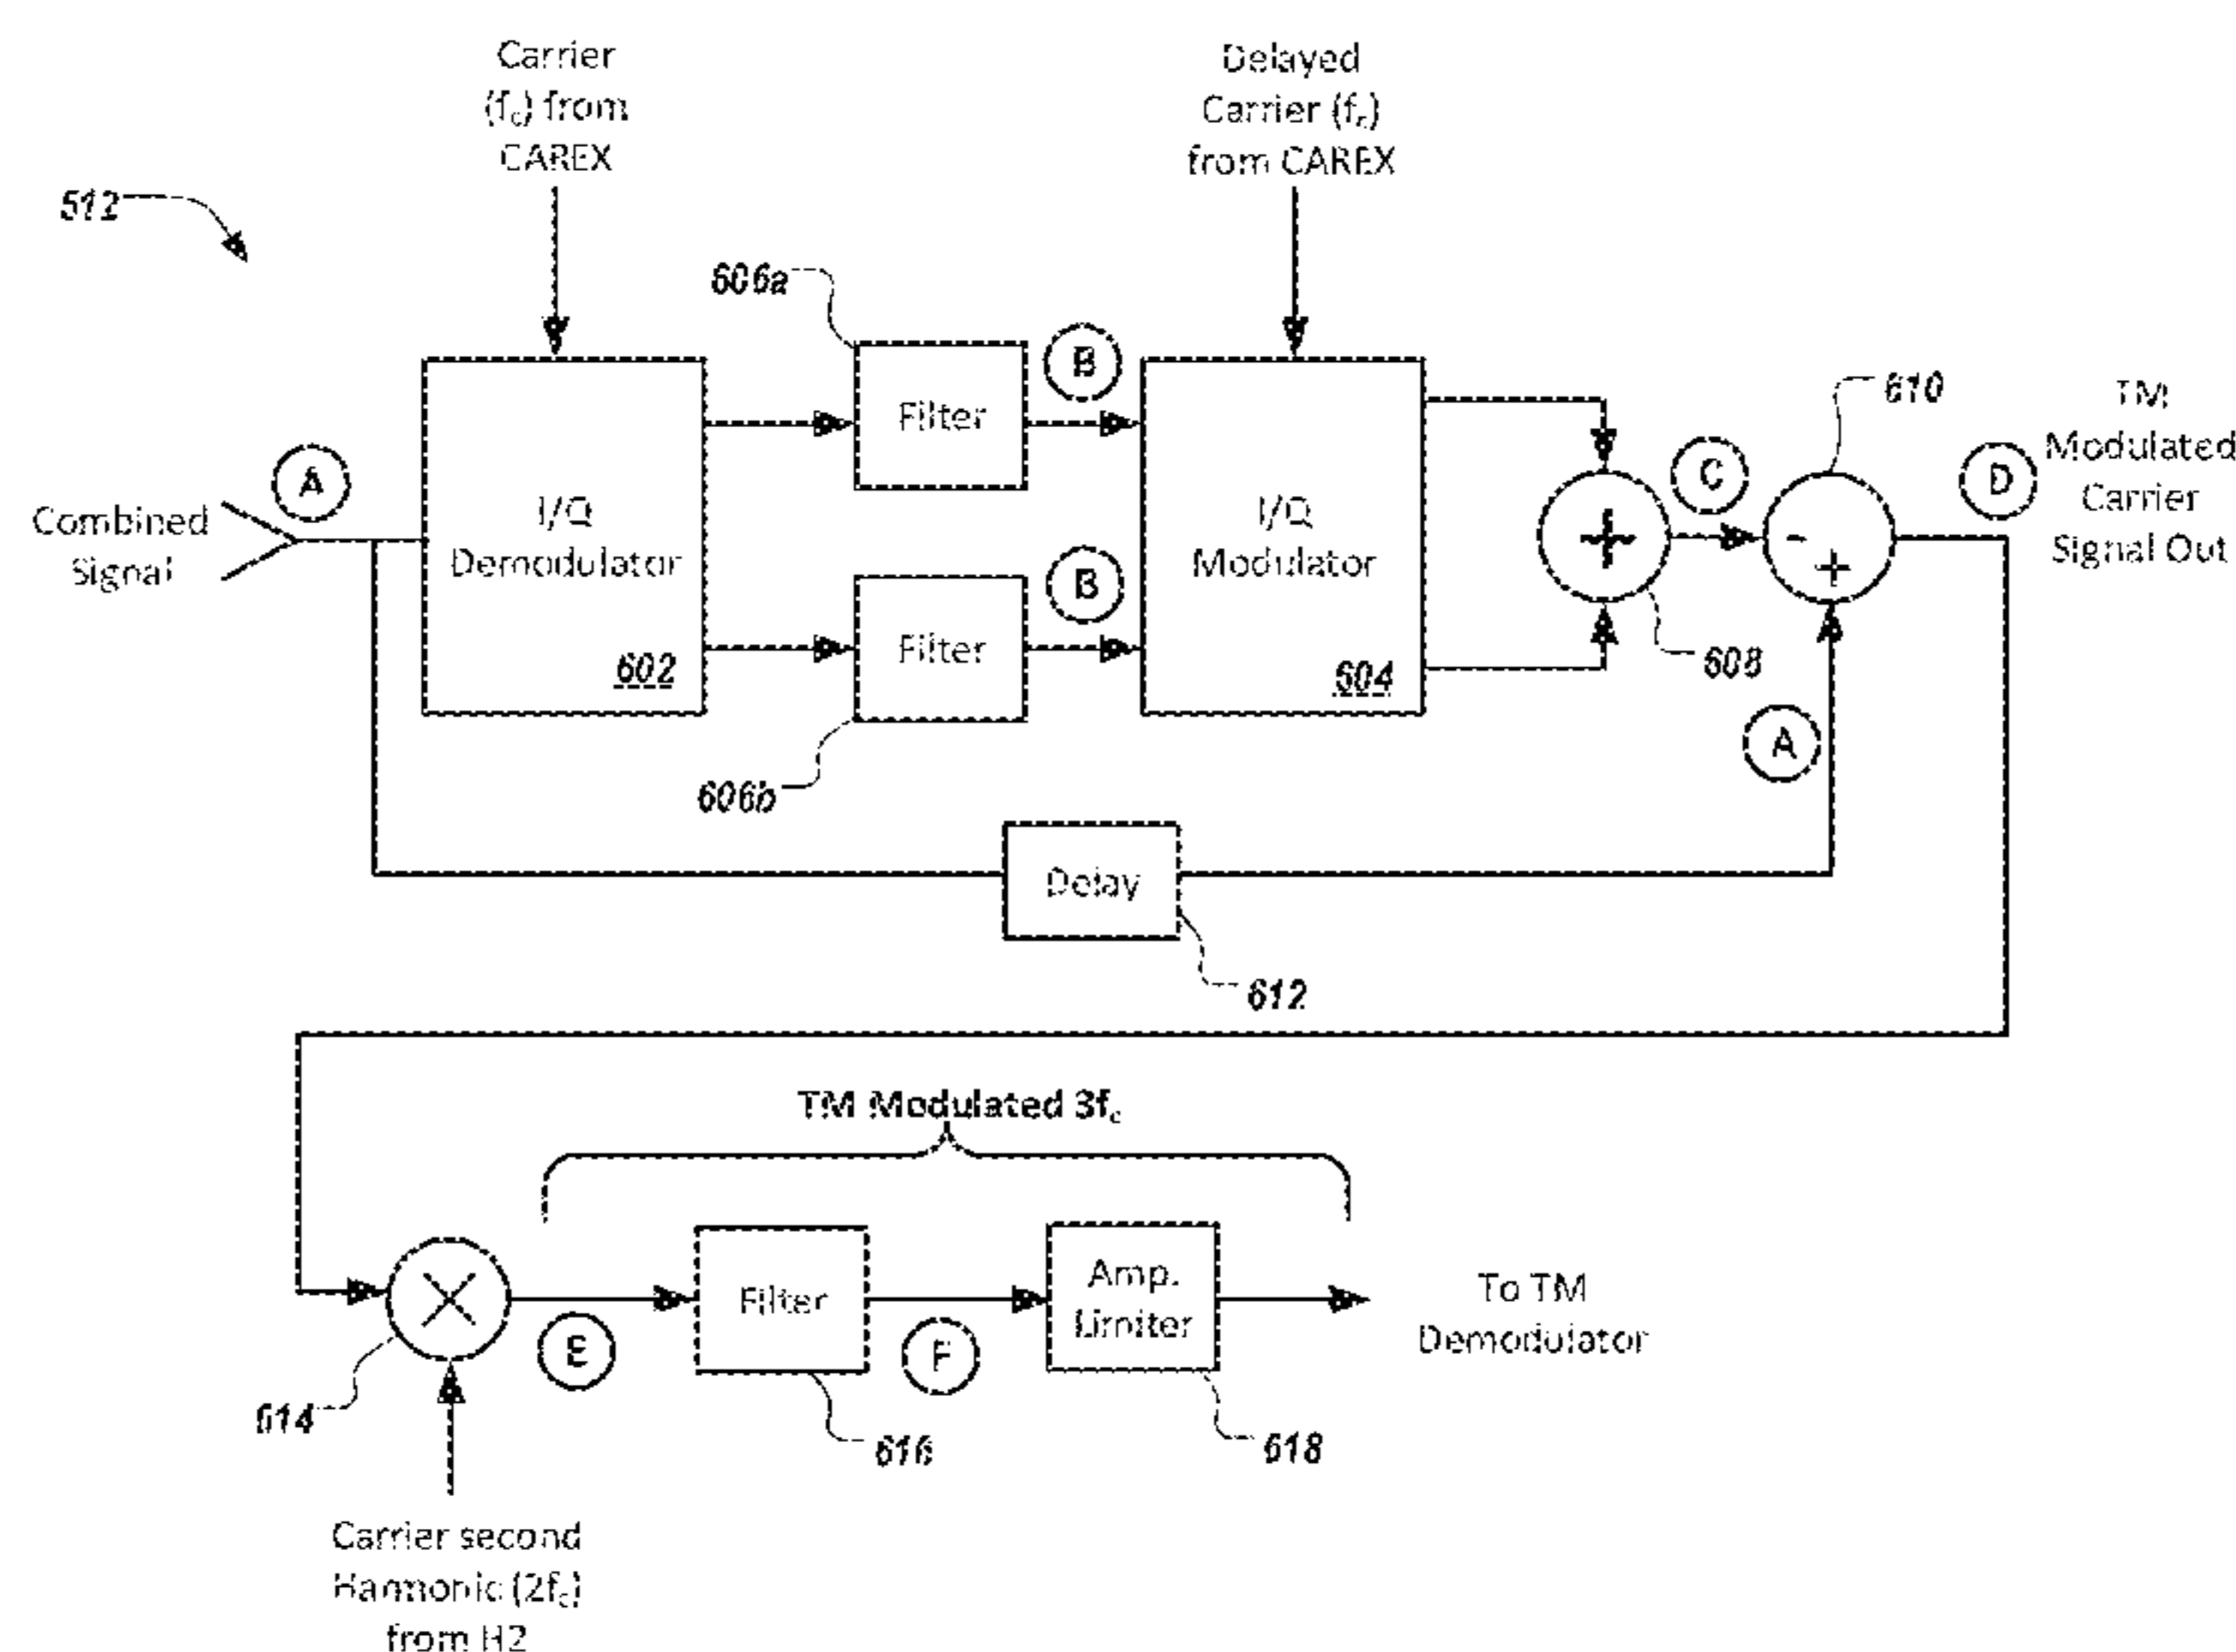 Carrier
(fc) from
CAREX
Delayed
Carrier (fc)
from CAREX
512
606a
B
610
TM
Modulated
Carrier
Signal Out
A
Combined
Signal
I/Q
Demodulator
602
Filter
B
Filter
606b
I/Q
Modulator
604
+
608
C
-
+
D
A
Delay
612
TM Modulated 3fc
614
E
Filter
616
F
Amp.
Limiter
618
To TM
Demodulator
Carrier second
Harmonic (2fc)
from H2